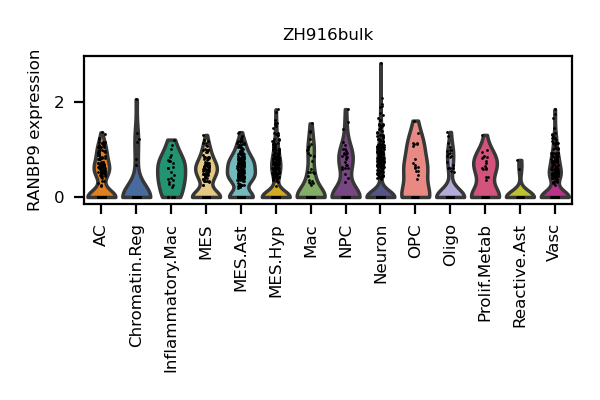 ZH916bulk
RANBP9 expression
2
0
AC
Chromatin.Reg
Inflammatory.Mac
MES
MES.Ast
MES.Hyp
Mac
NPC
Neuron
OPC
Oligo
Prolif.Metab
Reactive.Ast
Vasc